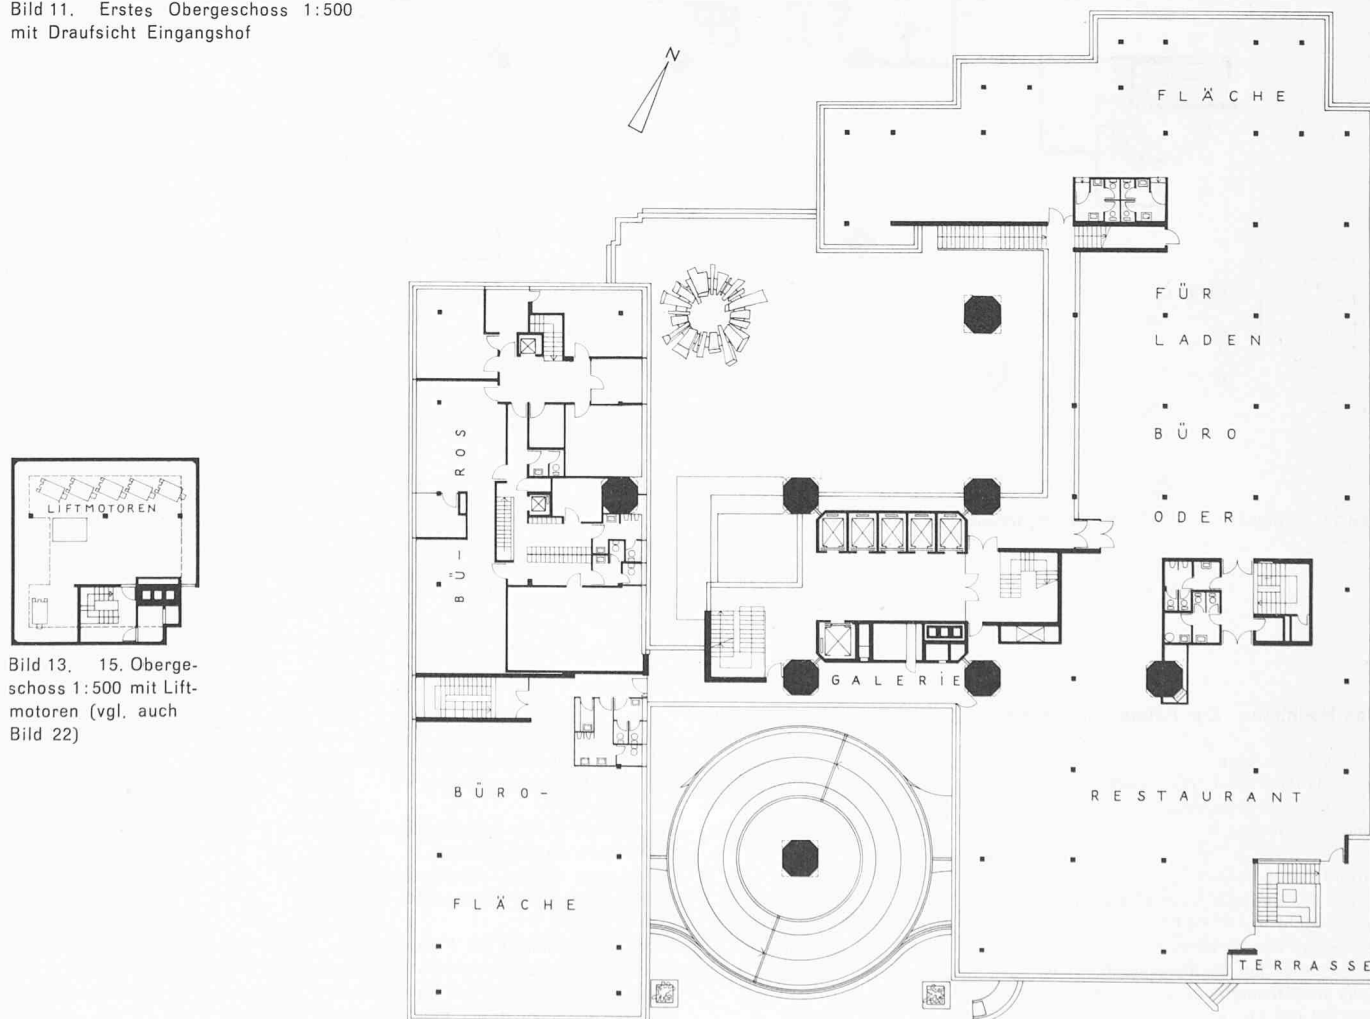 Bild 11. Erstes Obergeschoss 1:500
mit Draufsicht Eingangshof
N
FLÄCHE
FÜR
LADEN
BÜRO
ODER
BÜ-
ROS
LIFTMOTOREN
Bild 13. 15. Oberge-
schoss 1:500 mit Lift-
motoren (vgl. auch
Bild 22)
GALERIE
BÜRO-
FLÄCHE
RESTAURANT
TERRASSE